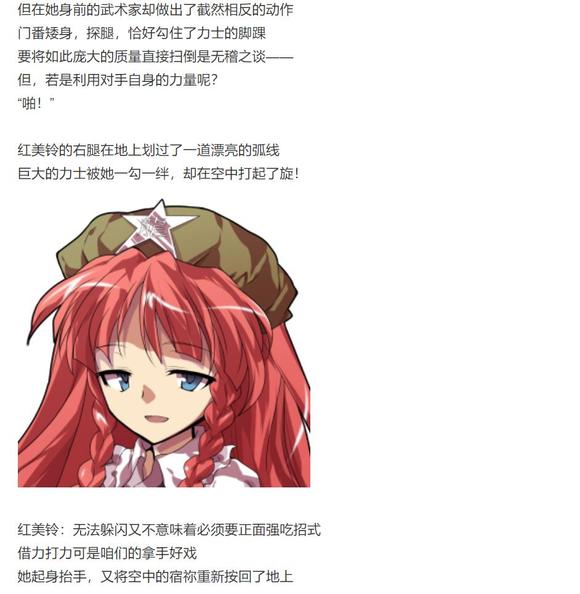 但在她身前的武术家却做出了截然相反的动作
门番矮身，探腿，恰好勾住了力士的脚踝
要将如此庞大的质量直接扫倒是无稽之谈——
但，若是利用对手自身的力量呢？
“啪！”
红美铃的右腿在地上划过了一道漂亮的弧线
巨大的力士被她一勾一绊，却在空中打起了旋！
红美铃：无法躲闪又不意味着必须要正面强吃招式
借力打力可是咱们的拿手好戏
她起身抬手，又将空中的宿祢重新按回了地上